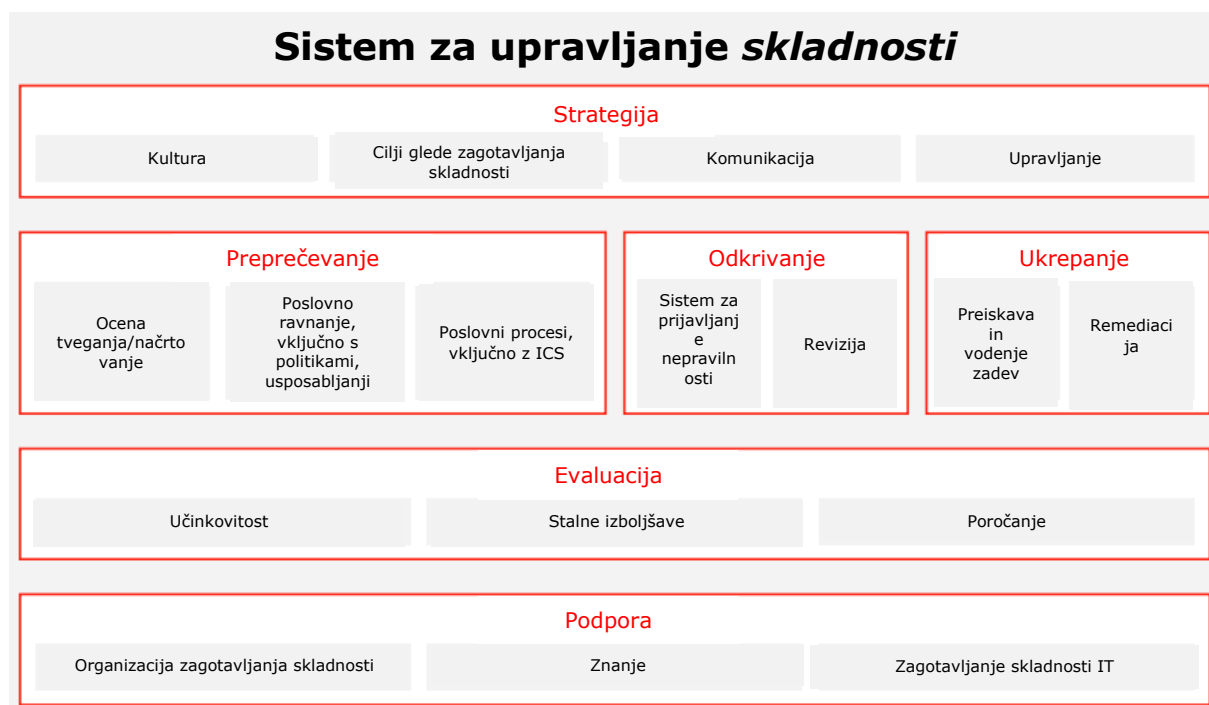 Sistem za upravljanje skladnosti
Strategija
Kultura
Cilji glede zagotavljanja
skladnosti
Komunikacija
Upravljanje
Preprečevanje
Ocena
tveganja/načrto
vanje
Poslovno
ravnanje,
vključno s
politikami,
usposabljanji
Poslovni procesi,
vključno z ICS
Odkrivanje
Sistem za
prijavljanj
e
nepraviln
osti
Revizija
Ukrepanje
Preiskava
in
vodenje
zadev
Remediaci
ja
Evaluacija
Učinkovitost
Stalne izboljšave
Poročanje
Podpora
Organizacija zagotavljanja skladnosti
Znanje
Zagotavljanje skladnosti IT